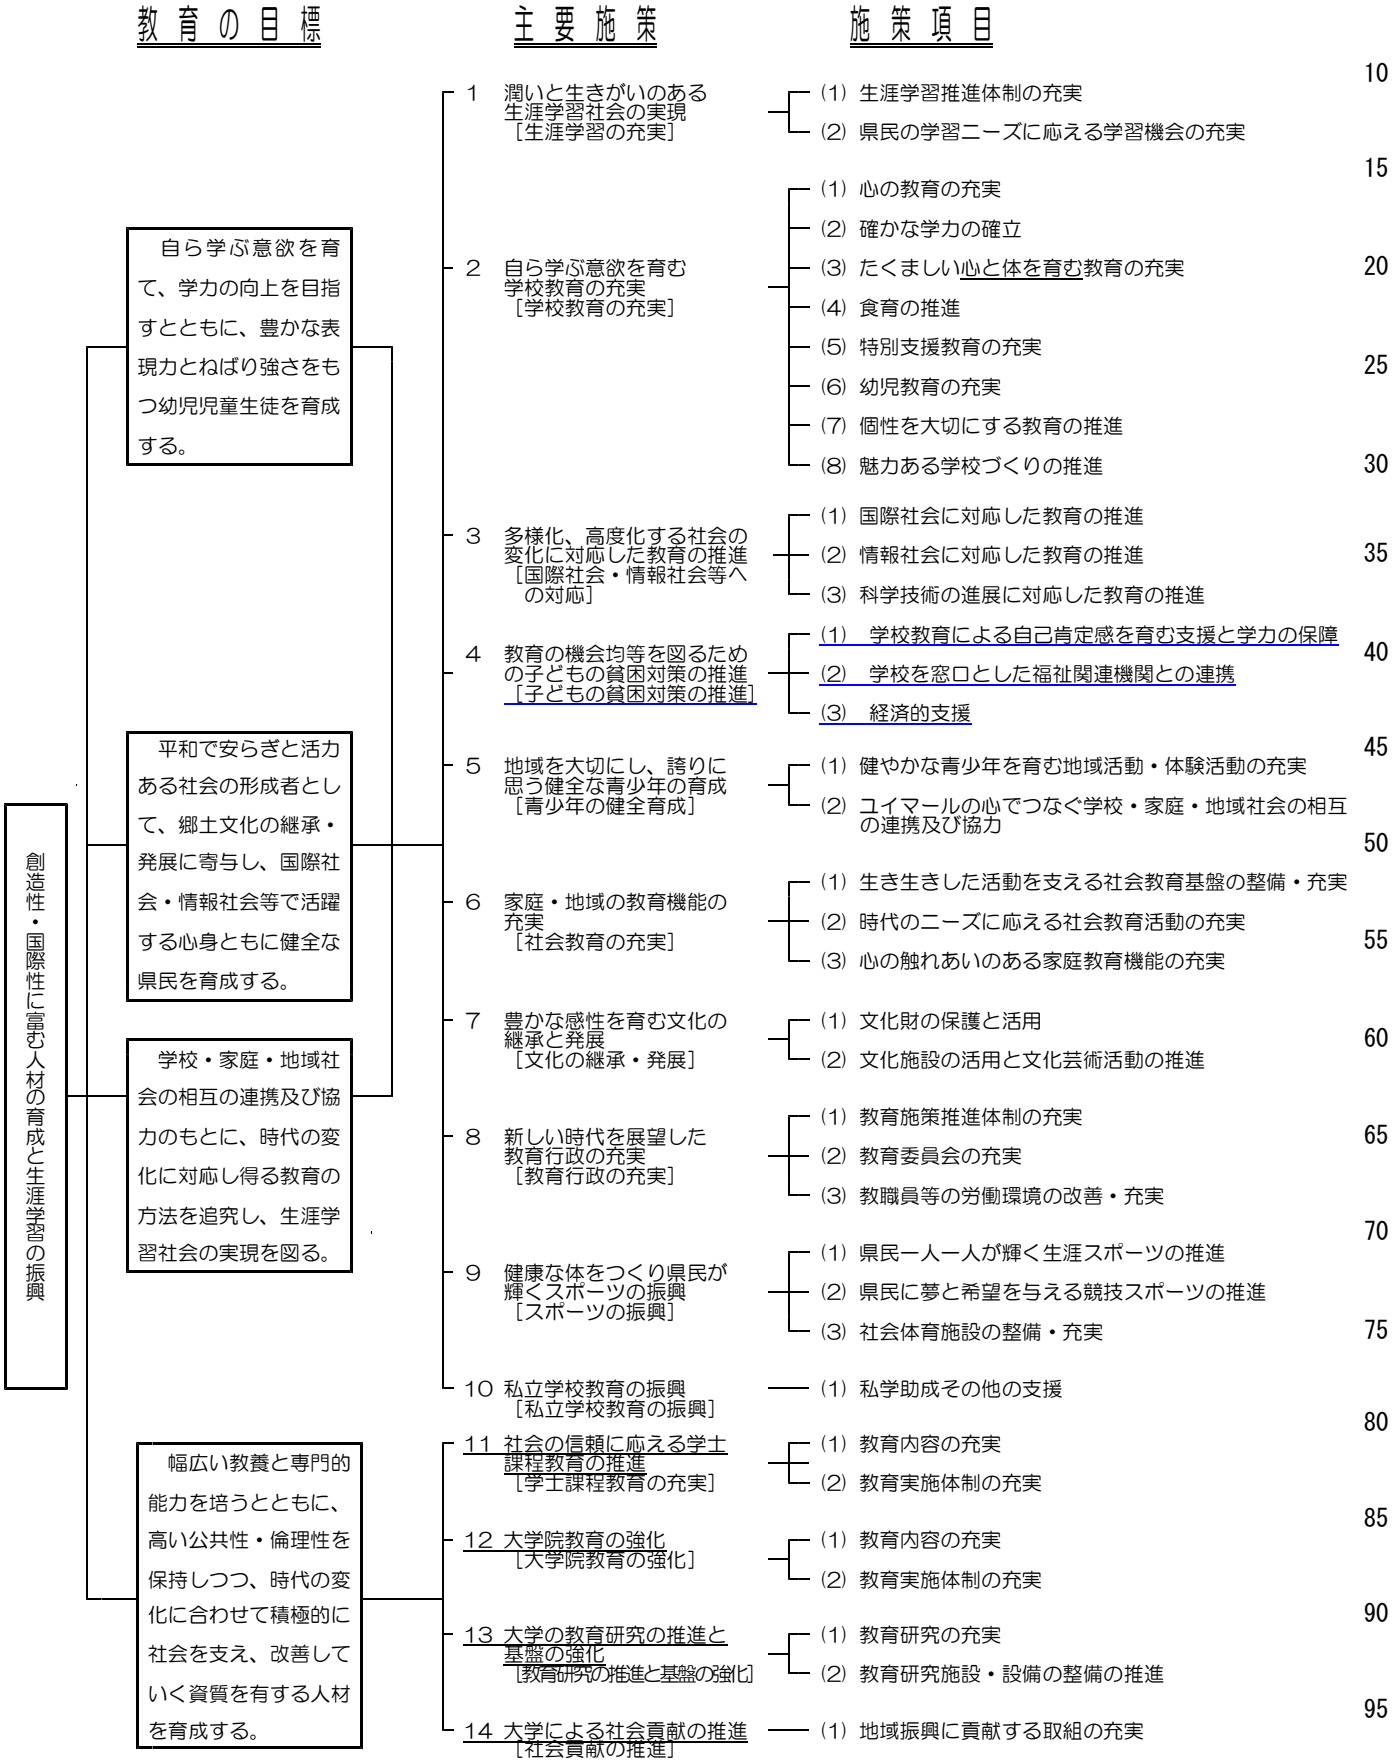 教育の目標
主要施策
施策項目
創造性・国際性に富む人材の育成と生涯学習の振興
自ら学ぶ意欲を育
て、学力の向上を目指
すとともに、豊かな表
現力とねばり強さをも
つ幼児児童生徒を育成
する。
平和で安らぎと活力
ある社会の形成者とし
て、郷土文化の継承・
発展に寄与し、国際社
会・情報社会等で活躍
する心身ともに健全な
県民を育成する。
学校・家庭・地域社
会の相互の連携及び協
力のもとに、時代の変
化に対応し得る教育の
方法を追究し、生涯学
習社会の実現を図る。
幅広い教養と専門的
能力を培うとともに、
高い公共性・倫理性を
保持しつつ、時代の変
化に合わせて積極的に
社会を支え、改善して
いく資質を有する人材
を育成する。
1 潤いと生きがいのある
生涯学習社会の実現
[生涯学習の充実]
(1) 生涯学習推進体制の充実
(2) 県民の学習ニーズに応える学習機会の充実
2 自ら学ぶ意欲を育む
学校教育の充実
[学校教育の充実]
(1) 心の教育の充実
(2) 確かな学力の確立
(3) たくましい心と体を育む教育の充実
(4) 食育の推進
(5) 特別支援教育の充実
(6) 幼児教育の充実
(7) 個性を大切にする教育の推進
(8) 魅力ある学校づくりの推進
3 多様化、高度化する社会の
変化に対応した教育の推進
[国際社会・情報社会等へ
の対応]
(1) 国際社会に対応した教育の推進
(2) 情報社会に対応した教育の推進
(3) 科学技術の進展に対応した教育の推進
4 教育の機会均等を図るため
の子どもの貧困対策の推進
[子どもの貧困対策の推進]
(1) 学校教育による自己肯定感を育む支援と学力の保障
(2) 学校を窓口とした福祉関連機関との連携
(3) 経済的支援
5 地域を大切にし、誇りに
思う健全な青少年の育成
[青少年の健全育成]
(1) 健やかな青少年を育む地域活動・体験活動の充実
(2) ユイマールの心でつなぐ学校・家庭・地域社会の相互
の連携及び協力
6 家庭・地域の教育機能の
充実
[社会教育の充実]
(1) 生き生きした活動を支える社会教育基盤の整備・充実
(2) 時代のニーズに応える社会教育活動の充実
(3) 心の触れあいのある家庭教育機能の充実
7 豊かな感性を育む文化の
継承と発展
[文化の継承・発展]
(1) 文化財の保護と活用
(2) 文化施設の活用と文化芸術活動の推進
8 新しい時代を展望した
教育行政の充実
[教育行政の充実]
(1) 教育施策推進体制の充実
(2) 教育委員会の充実
(3) 教職員等の労働環境の改善・充実
9 健康な体をつくり県民が
輝くスポーツの振興
[スポーツの振興]
(1) 県民一人一人が輝く生涯スポーツの推進
(2) 県民に夢と希望を与える競技スポーツの推進
(3) 社会体育施設の整備・充実
10 私立学校教育の振興
[私立学校教育の振興]
(1) 私学助成その他の支援
11 社会の信頼に応える学士
課程教育の推進
[学士課程教育の充実]
(1) 教育内容の充実
(2) 教育実施体制の充実
12 大学院教育の強化
[大学院教育の強化]
(1) 教育内容の充実
(2) 教育実施体制の充実
13 大学の教育研究の推進と
基盤の強化
[教育研究の推進と基盤の強化]
(1) 教育研究の充実
(2) 教育研究施設・設備の整備の推進
14 大学による社会貢献の推進
[社会貢献の推進]
(1) 地域振興に貢献する取組の充実
10
15
20
25
30
35
40
45
50
55
60
65
70
75
80
85
90
95